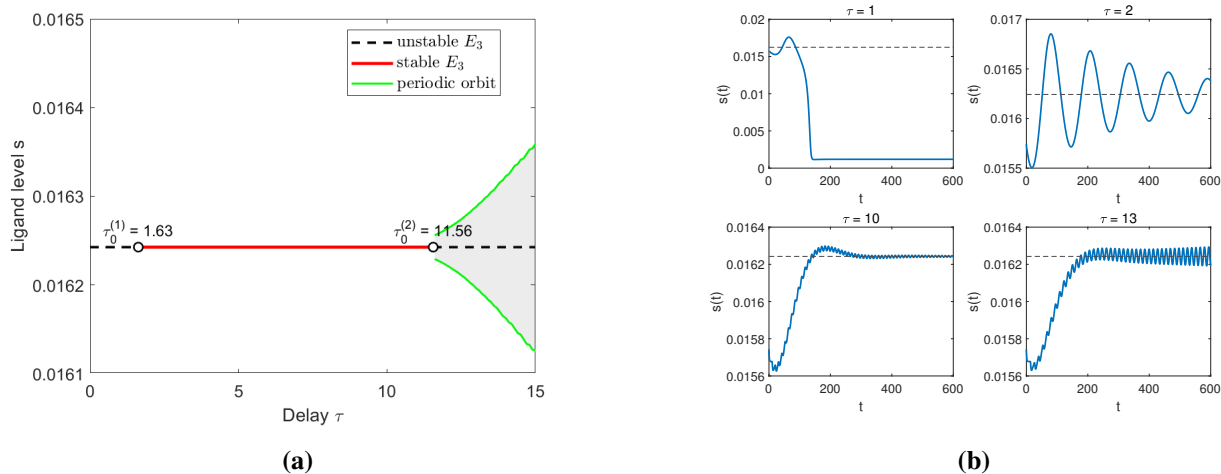 0.0165
0.0164
0.0163
0.0162
0.0161
Ligand level s
unstable E₃
stable E₃
periodic orbit
τ₀⁽¹⁾ = 1.63
τ₀⁽²⁾ = 11.56
0 5 10 15
Delay τ
(a)
τ = 1
0.02
0.015
0.01
0.005
0
s(t)
0 200 400 600
t
τ = 2
0.017
0.0165
0.016
0.0155
s(t)
0 200 400 600
t
τ = 10
0.0164
0.0162
0.016
0.0158
0.0156
s(t)
0 200 400 600
t
τ = 13
0.0164
0.0162
0.016
0.0158
0.0156
s(t)
0 200 400 600
t
(b)